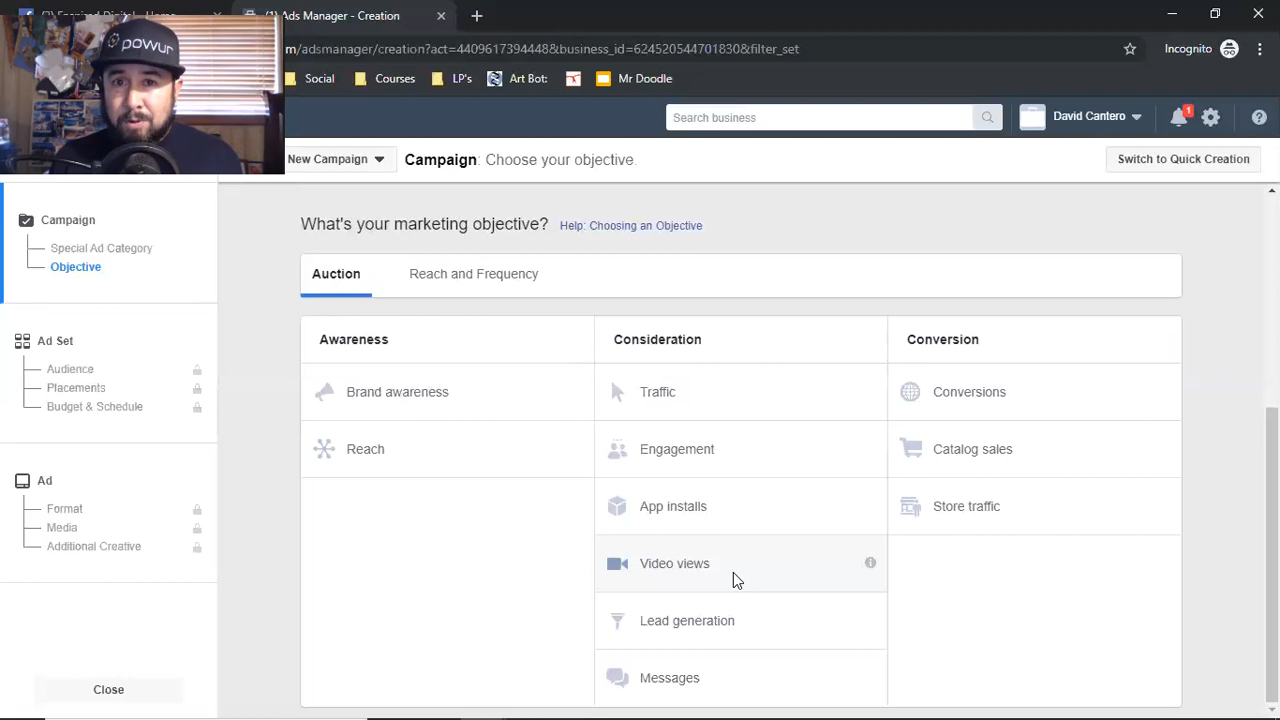 Ads Manager - Creation
m/adsmanager/creation?act=4409617394448&business_id=624520547181830&filter_set
Incognito
Social
Courses
LP's
Art Board
Dr Doodle
powur
Search business
David Cantero
1
New Campaign
Campaign: Choose your objective.
Switch to Quick Creation
Campaign
Special Ad Category
Objective
What's your marketing objective?
Help: Choosing an Objective
Auction
Reach and Frequency
Ad Set
Audience
Placements
Budget & Schedule
Awareness
Consideration
Conversion
Brand awareness
Traffic
Conversions
Reach
Engagement
Catalog sales
Ad
Format
Media
Additional Creative
App installs
Store traffic
Video views
Lead generation
Messages
Close